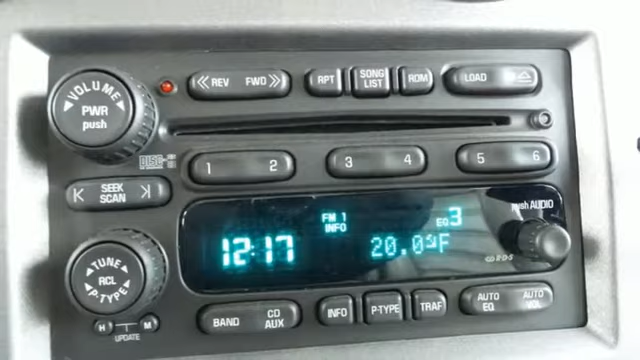 VOLUME
PWR
push
REV FWD
RPT
SONG
LIST
RDM
LOAD
DISC
1 2
3 4
5 6
SEEK
SCAN
FM 1
INFO
EQ 3
12:17
20.0°F
push AUDIO
R·D·S
TUNE
RCL
P-TYPE
H M
UPDATE
BAND
CD
AUX
INFO
P-TYPE
TRAF
AUTO
EQ
AUTO
VOL